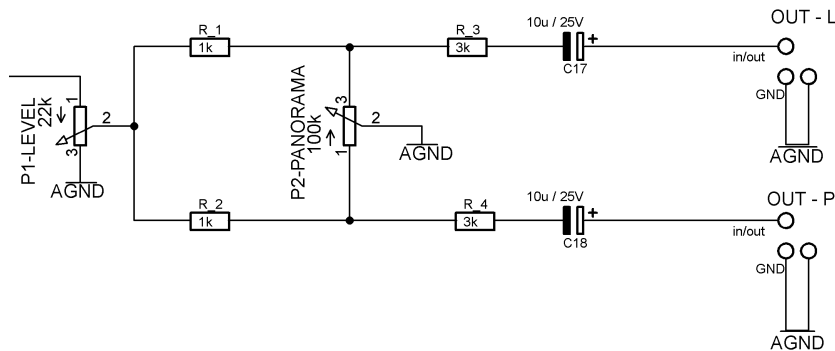 OUT - L
10u / 25V
R_1
1k
R_3
3k
+
C17
in/out
GND
AGND
P1-LEVEL
22k
1
2
3
AGND
P2-PANORAMA
100k
3
2
1
AGND
R_2
1k
R_4
3k
10u / 25V
+
C18
OUT - P
in/out
GND
AGND